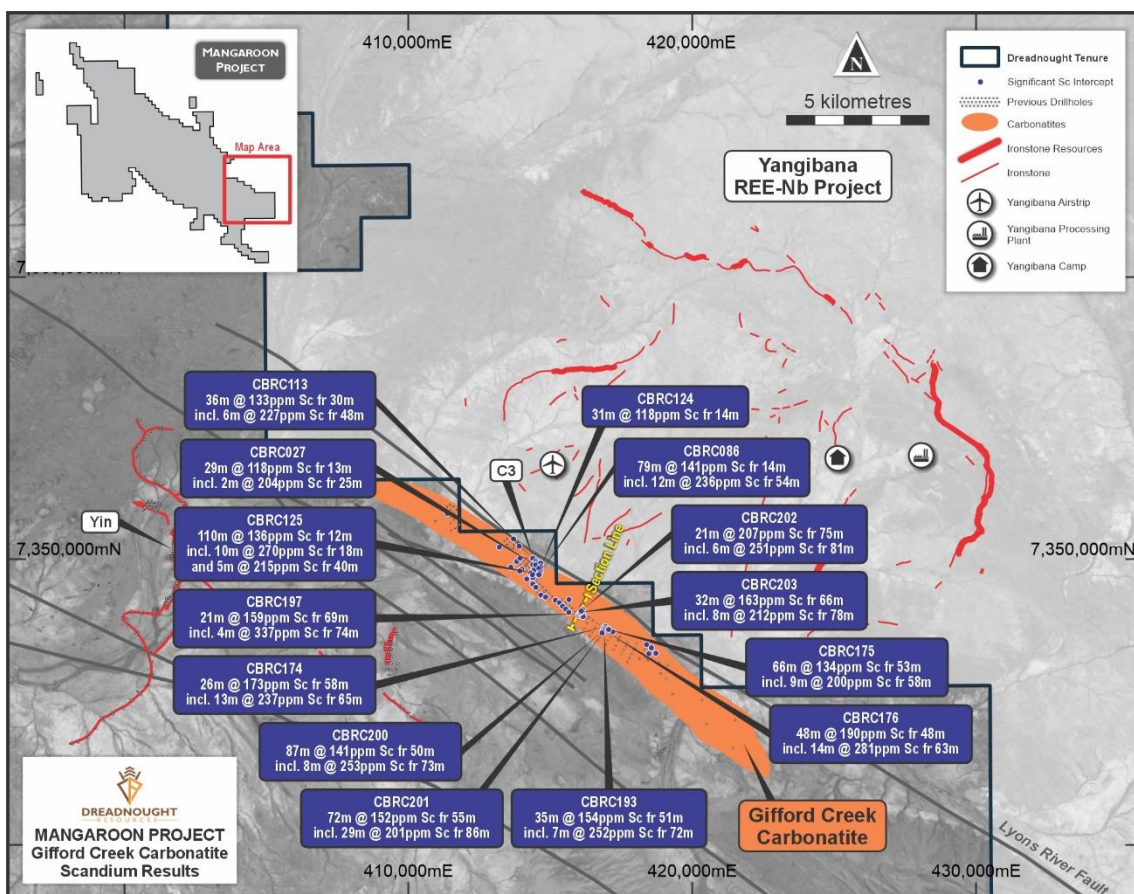 410,000mE
420,000mE
MANGAROON
PROJECT
Map Area
N
5 kilometres
Yangibana
REE-Nb Project
Dreadnought Tenure
Significant Sc Intercept
Previous Drillholes
Carbonatites
Ironstone Resources
Ironstone
Yangibana Airstrip
Yangibana Processing
Plant
Yangibana Camp
CBRC113
36m @ 133ppm Sc fr 30m
incl. 6m @ 227ppm Sc fr 48m
CBRC124
31m @ 118ppm Sc fr 14m
CBRC027
29m @ 118ppm Sc fr 13m
incl. 2m @ 204ppm Sc fr 25m
C3
CBRC086
79m @ 141ppm Sc fr 14m
incl. 12m @ 236ppm Sc fr 54m
Yin
CBRC125
110m @ 136ppm Sc fr 12m
incl. 10m @ 270ppm Sc fr 18m
and 5m @ 215ppm Sc fr 40m
CBRC202
21m @ 207ppm Sc fr 75m
incl. 6m @ 251ppm Sc fr 81m
7,350,000mN
7,350,000mN
Section Line
CBRC203
32m @ 163ppm Sc fr 66m
incl. 8m @ 212ppm Sc fr 78m
CBRC197
21m @ 159ppm Sc fr 69m
incl. 4m @ 337ppm Sc fr 74m
CBRC175
66m @ 134ppm Sc fr 53m
incl. 9m @ 200ppm Sc fr 58m
CBRC174
26m @ 173ppm Sc fr 58m
incl. 13m @ 237ppm Sc fr 65m
CBRC176
48m @ 190ppm Sc fr 48m
incl. 14m @ 281ppm Sc fr 63m
CBRC200
87m @ 141ppm Sc fr 50m
incl. 8m @ 253ppm Sc fr 73m
CBRC201
72m @ 152ppm Sc fr 55m
incl. 29m @ 201ppm Sc fr 86m
CBRC193
35m @ 154ppm Sc fr 51m
incl. 7m @ 252ppm Sc fr 72m
Gifford Creek
Carbonatite
Lyons River Fault
DREADNOUGHT
RESOURCES
MANGAROON PROJECT
Gifford Creek Carbonatite
Scandium Results
410,000mE
420,000mE
430,000mE